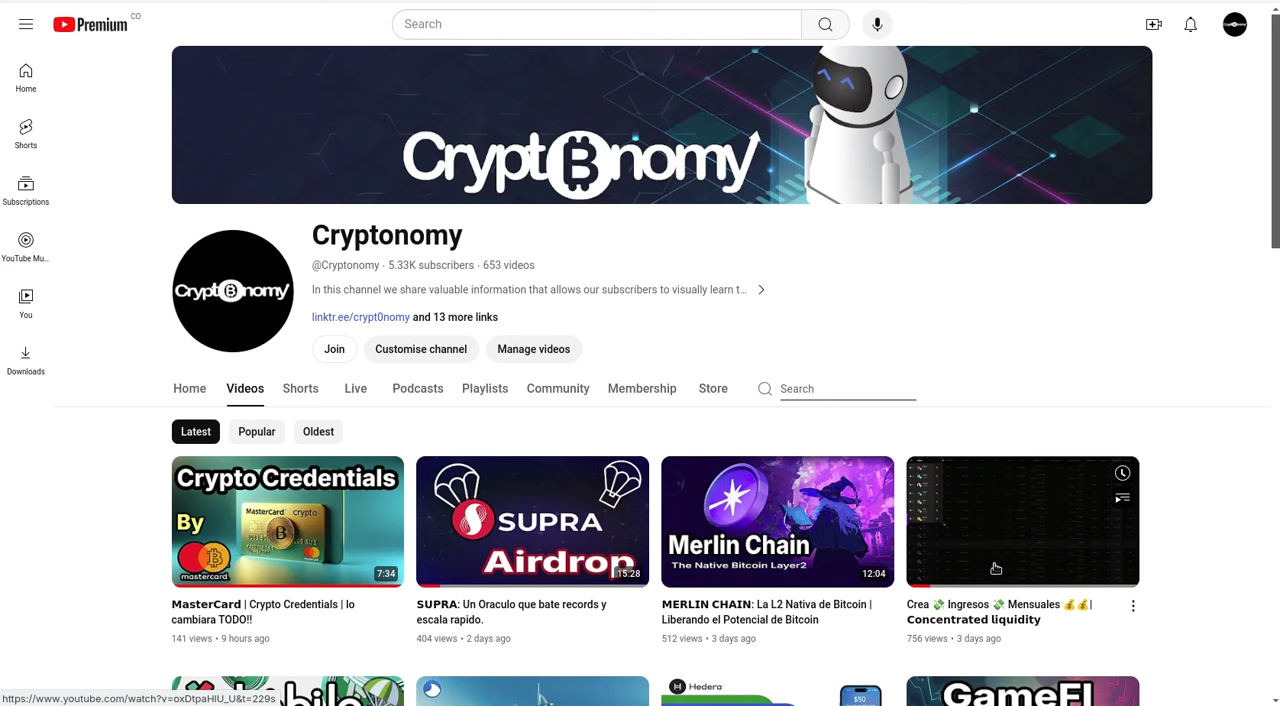 Premium CO
Search
Home
Shorts
Subscriptions
YouTube Mu...
You
Downloads
Cryptonomy
Cryptonomy
Cryptonomy
@Cryptonomy · 5.33K subscribers · 653 videos
In this channel we share valuable information that allows our subscribers to visually learn t...
linktr.ee/crypt0nomy and 13 more links
Join Customise channel Manage videos
Home Videos Shorts Live Podcasts Playlists Community Membership Store Search
Latest Popular Oldest
Crypto Credentials
MasterCard crypto
By
mastercard
7:34
MasterCard | Crypto Credentials | lo
cambiara TODO!!
141 views • 9 hours ago
SUPRA
Airdrop
15:28
SUPRA: Un Oraculo que bate records y
escala rapido.
404 views • 2 days ago
Merlin Chain
The Native Bitcoin Layer2
12:04
MERLIN CHAIN: La L2 Nativa de Bitcoin |
Liberando el Potencial de Bitcoin
512 views • 3 days ago
Crea 💸 Ingresos 💸 Mensuales 💰💰|
Concentrated liquidity
756 views • 3 days ago
Hedera
$50
GameFI
https://www.youtube.com/watch?v=oxDtpaHlU_U&t=229s